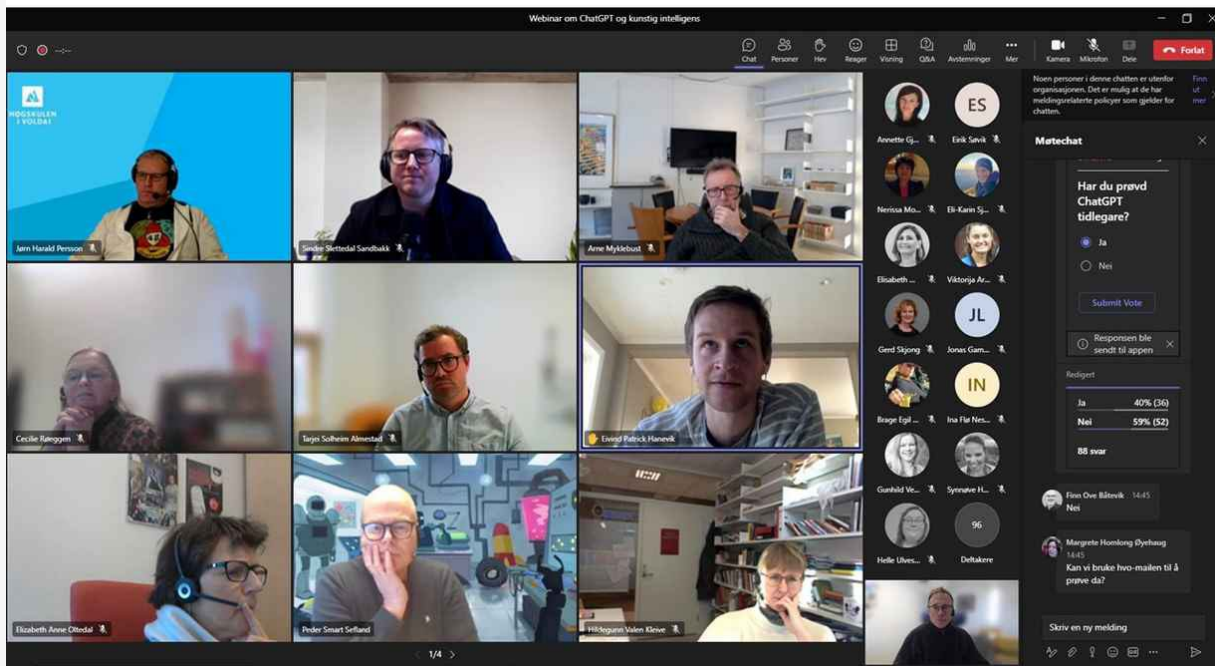 Webinar om ChatGPT og kunstig intelligens
--:--
Chat
Personer
Hev
Reager
Visning
Q&A
Avstemninger
Mer
Kamera
Mikrofon
Dele
Forlat
HØGSKULEN
I VOLDA
Jørn Harald Persson
Sindre Slettedal Sandbakk
Arne Myklebust
Cecilie Røeggen
Tarjei Solheim Almestad
Eivind Patrick Hanevik
Elizabeth Anne Oltedal
Peder Smart Sefland
Hildegunn Valen Kleive
1/4
Annette Gj...
ES
Eirik Søvik
Nerissa Mo...
Eli-Karin Sj...
Elisabeth ...
Viktorija Ar...
Gerd Skjong
JL
Jonas Gam...
Brage Egil ...
IN
Ina Flø Nes...
Gunhild Ve...
Synnøve H...
Helle Ulves...
96
Deltakere
Noen personer i denne chatten er utenfor
organisasjonen. Det er mulig at de har
meldingsrelaterte policyer som gjelder for
chatten.
Finn
ut
mer
Møtechat
Har du prøvd
ChatGPT
tidlegare?
Ja
Nei
Submit Vote
Responsen ble
sendt til appen
Redigert
Ja 40% (36)
Nei 59% (52)
88 svar
Finn Ove Båtevik 14:45
Nei
Margrete Homlong Øyehaug
14:45
Kan vi bruke hvo-mailen til å
prøve da?
Skriv en ny melding